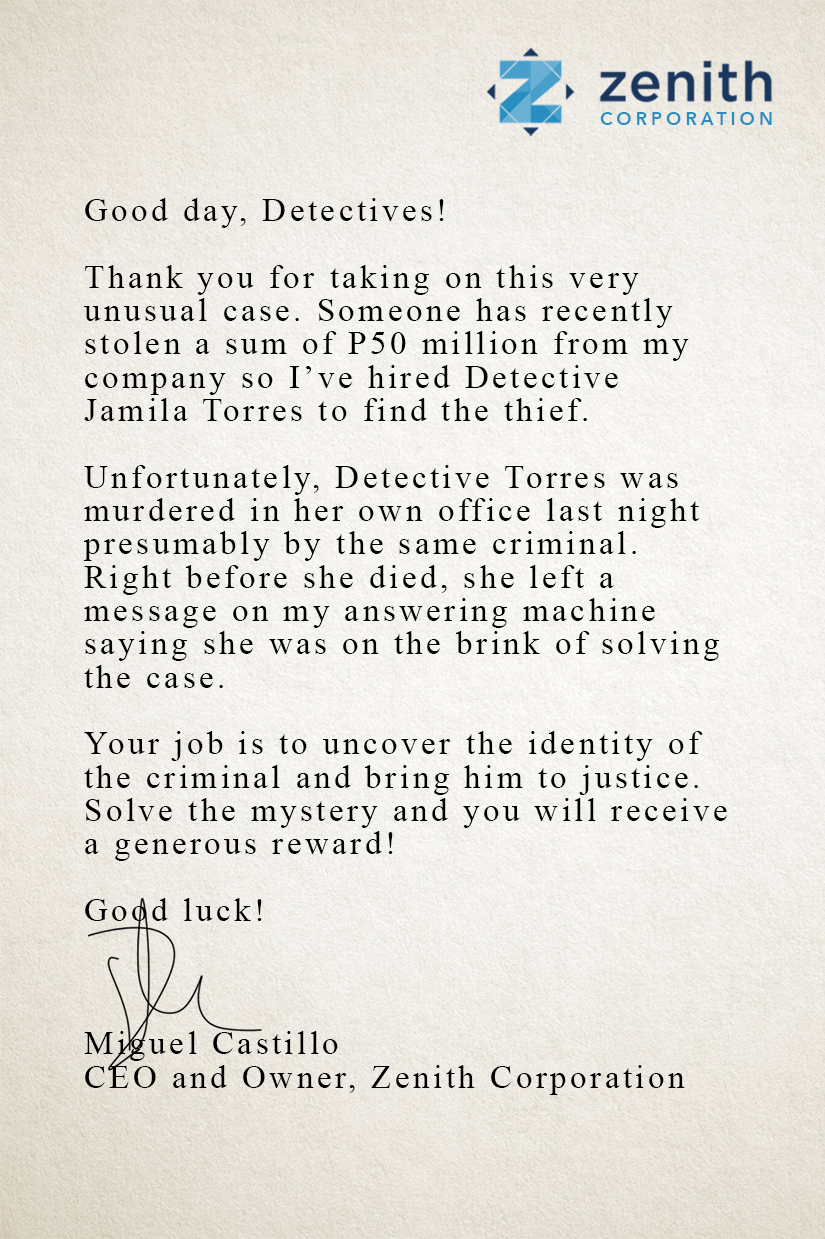 zenith
CORPORATION
Good day, Detectives!
Thank you for taking on this very
unusual case. Someone has recently
stolen a sum of P50 million from my
company so I’ve hired Detective
Jamila Torres to find the thief.
Unfortunately, Detective Torres was
murdered in her own office last night
presumably by the same criminal.
Right before she died, she left a
message on my answering machine
saying she was on the brink of solving
the case.
Your job is to uncover the identity of
the criminal and bring him to justice.
Solve the mystery and you will receive
a generous reward!
Good luck!
Miguel Castillo
CEO and Owner, Zenith Corporation